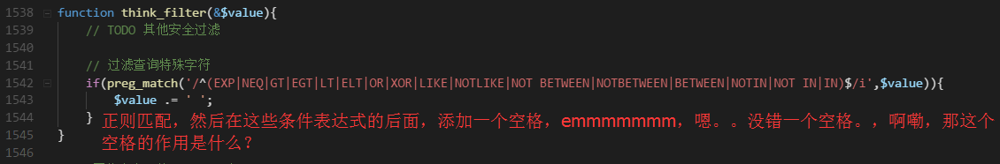 1538 function think_filter(&$value){
1539 // TODO 其他安全过滤
1540
1541 // 过滤查询特殊字符
1542 if(preg_match('/^(EXP|NEQ|GT|EGT|LT|ELT|OR|XOR|LIKE|NOTLIKE|NOT BETWEEN|NOTBETWEEN|BETWEEN|NOTIN|NOT IN|IN)$/i',$value)){
1543 $value .= ' ';
1544 } 正则匹配，然后在这些条件表达式的后面，添加一个空格，emmmmmmm，嗯。。没错一个空格。，啊嘞，那这个
1545 } 空格的作用是什么？
1546